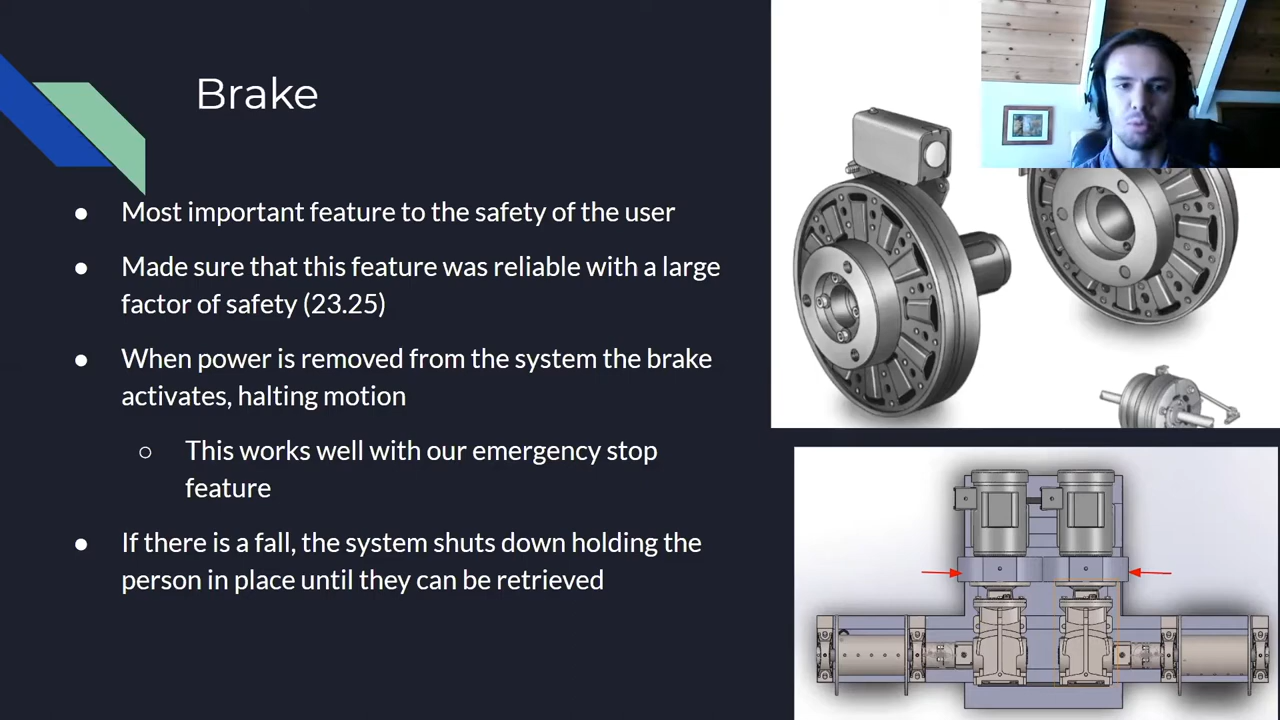 Brake
● Most important feature to the safety of the user
● Made sure that this feature was reliable with a large
factor of safety (23.25)
● When power is removed from the system the brake
activates, halting motion
○ This works well with our emergency stop
feature
● If there is a fall, the system shuts down holding the
person in place until they can be retrieved